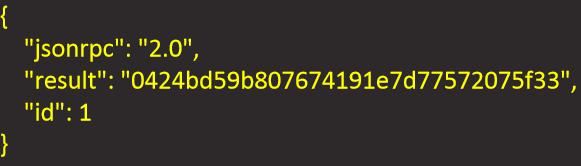 {
"jsonrpc": "2.0",
"result": "0424bd59b807674191e7d77572075f33",
"id": 1
}